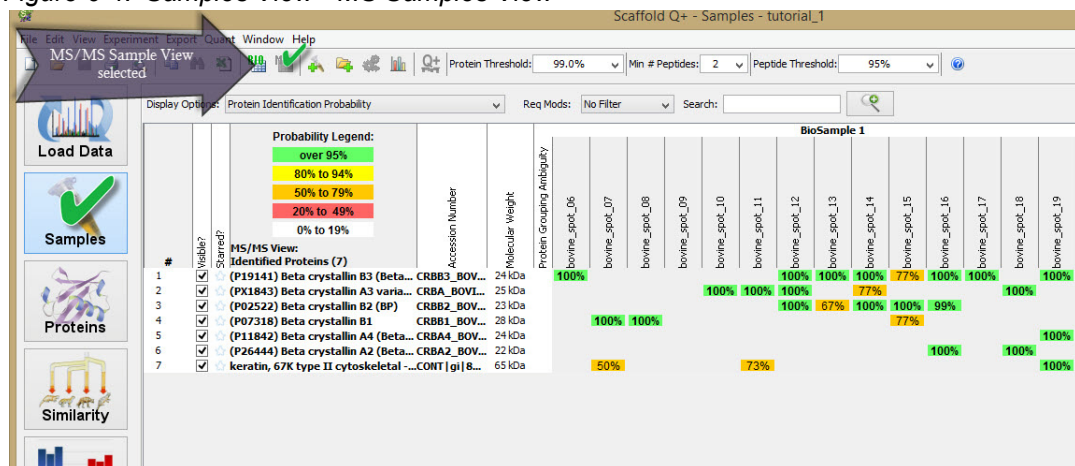 Scaffold Q+ - Samples - tutorial_1
File Edit View Experiment Export Quant Window Help
MS/MS Sample View
selected
Q+ Protein Threshold: 99.0% Min # Peptides: 2 Peptide Threshold: 95%
Display Options: Protein Identification Probability Req Mods: No Filter Search:
Load Data
Samples
Proteins
Similarity
BioSample 1
Probability Legend:
over 95%
80% to 94%
50% to 79%
20% to 49%
0% to 19%
MS/MS View:
# Visible? Starred? Identified Proteins (7) Accession Number Molecular Weight Protein Grouping Ambiguity bovine_spot_06 bovine_spot_07 bovine_spot_08 bovine_spot_09 bovine_spot_10 bovine_spot_11 bovine_spot_12 bovine_spot_13 bovine_spot_14 bovine_spot_15 bovine_spot_16 bovine_spot_17 bovine_spot_18 bovine_spot_19
1 (P19141) Beta crystallin B3 (Beta... CRBB3_BOV... 24 kDa 100% 100% 100% 100% 77% 100% 100% 100%
2 (PX1843) Beta crystallin A3 varia... CRBA_BOVI... 25 kDa 100% 100% 100% 77% 100%
3 (P02522) Beta crystallin B2 (BP) CRBB2_BOV... 23 kDa 100% 67% 100% 100% 99%
4 (P07318) Beta crystallin B1 CRBB1_BOV... 28 kDa 100% 100% 77%
5 (P11842) Beta crystallin A4 (Beta... CRBA4_BOV... 24 kDa 100%
6 (P26444) Beta crystallin A2 (Beta... CRBA2_BOV... 22 kDa 100% 100%
7 keratin, 67K type II cytoskeletal -... CONT|gi|8... 65 kDa 50% 73% 100%